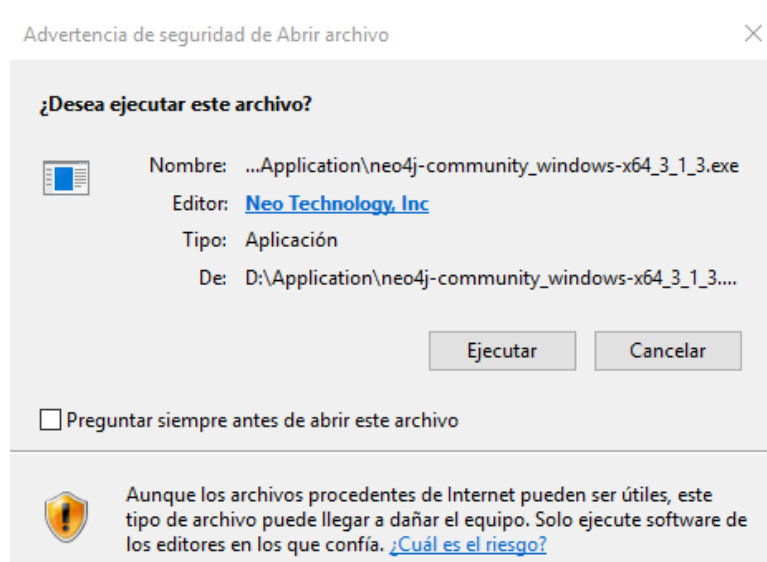 Advertencia de seguridad de Abrir archivo
¿Desea ejecutar este archivo?
Nombre: ...Application\neo4j-community_windows-x64_3_1_3.exe
Editor: Neo Technology, Inc
Tipo: Aplicación
De: D:\Application\neo4j-community_windows-x64_3_1_3....
Ejecutar Cancelar
Preguntar siempre antes de abrir este archivo
Aunque los archivos procedentes de Internet pueden ser útiles, este
tipo de archivo puede llegar a dañar el equipo. Solo ejecute software de
los editores en los que confía. ¿Cuál es el riesgo?